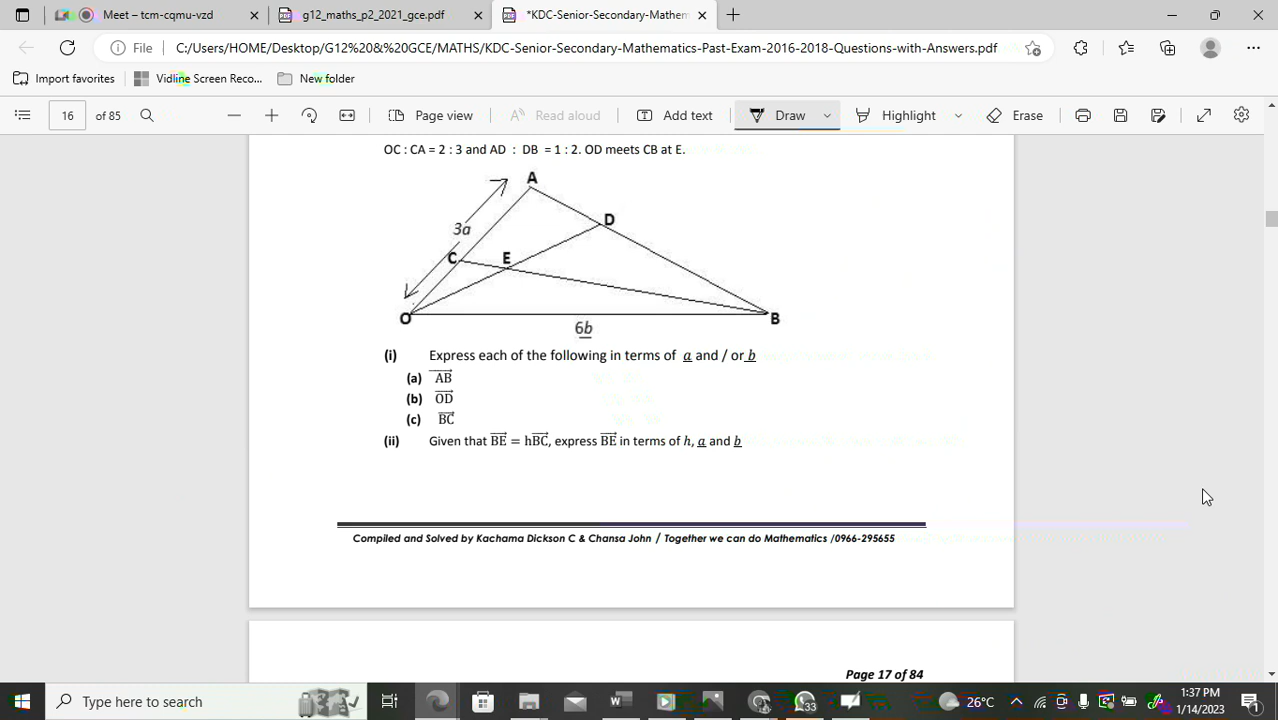 Meet – tcm-cqmu-vzd
g12_maths_p2_2021_gce.pdf
*KDC-Senior-Secondary-Mathem
File
C:/Users/HOME/Desktop/G12%20&%20GCE/MATHS/KDC-Senior-Secondary-Mathematics-Past-Exam-2016-2018-Questions-with-Answers.pdf
Import favorites
Vidline Screen Reco...
New folder
16 of 85
Page view
Read aloud
Add text
Draw
Highlight
Erase
OC : CA = 2 : 3 and AD : DB = 1 : 2. OD meets CB at E.
A
D
3a
C
E
O
B
6b
(i) Express each of the following in terms of a and / or b
(a) AB
(b) OD
(c) BC
(ii) Given that BE = hBC, express BE in terms of h, a and b
Compiled and Solved by Kachama Dickson C & Chansa John / Together we can do Mathematics /0966-295655
Page 17 of 84
Type here to search
33
26°C
1:37 PM
1/14/2023
1